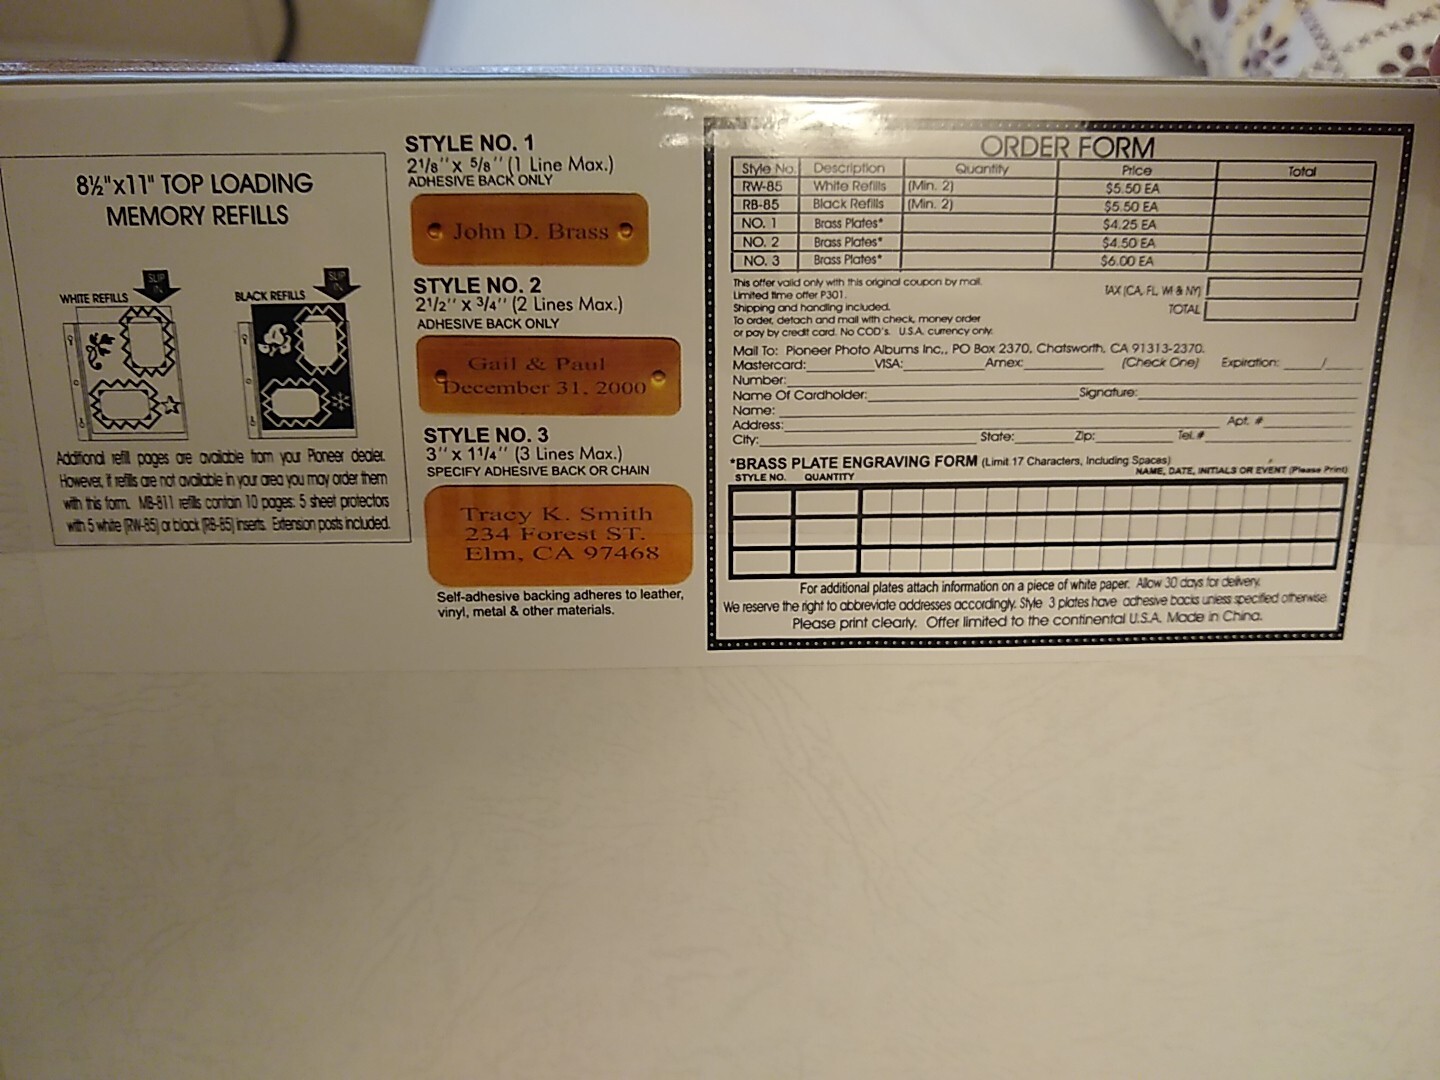 8½"x11" TOP LOADING
MEMORY REFILLS
SLIP
IN
SLIP
IN
WHITE REFILLS
BLACK REFILLS
Additional refill pages are available from your Pioneer dealer.
However, if refills are not available in your area you may order them
with this form. MB-811 refills contain 10 pages: 5 sheet protectors
with 5 white (RW-85) or black (RB-85) inserts. Extension posts included.
STYLE NO. 1
2 1/8'' x 5/8'' (1 Line Max.)
ADHESIVE BACK ONLY
John D. Brass
STYLE NO. 2
2 1/2'' x 3/4'' (2 Lines Max.)
ADHESIVE BACK ONLY
Gail & Paul
December 31, 2000
STYLE NO. 3
3'' x 1 1/4'' (3 Lines Max.)
SPECIFY ADHESIVE BACK OR CHAIN
Tracy K. Smith
234 Forest ST.
Elm, CA 97468
Self-adhesive backing adheres to leather,
vinyl, metal & other materials.
ORDER FORM
Style No. Description Quantity Price Total
RW-85 White Refills (Min. 2) $5.50 EA
RB-85 Black Refills (Min. 2) $5.50 EA
NO. 1 Brass Plates* $4.25 EA
NO. 2 Brass Plates* $4.50 EA
NO. 3 Brass Plates* $6.00 EA
This offer valid only with this original coupon by mail.
Limited time offer P301.
Shipping and handling included.
To order, detach and mail with check, money order
or pay by credit card. No COD's. U.S.A. currency only.
TAX (CA, FL, WI & NY)
TOTAL
Mail To: Pioneer Photo Albums Inc., PO Box 2370, Chatsworth, CA 91313-2370.
Mastercard: VISA: Amex: (Check One) Expiration: /
Number:
Name Of Cardholder: Signature:
Name:
Address: Apt. #
City: State: Zip: Tel. #
*BRASS PLATE ENGRAVING FORM (Limit 17 Characters, Including Spaces)
STYLE NO. QUANTITY NAME, DATE, INITIALS OR EVENT (Please Print)
For additional plates attach information on a piece of white paper. Allow 30 days for delivery.
We reserve the right to abbreviate addresses accordingly. Style 3 plates have adhesive backs unless specified otherwise.
Please print clearly. Offer limited to the continental U.S.A. Made in China.